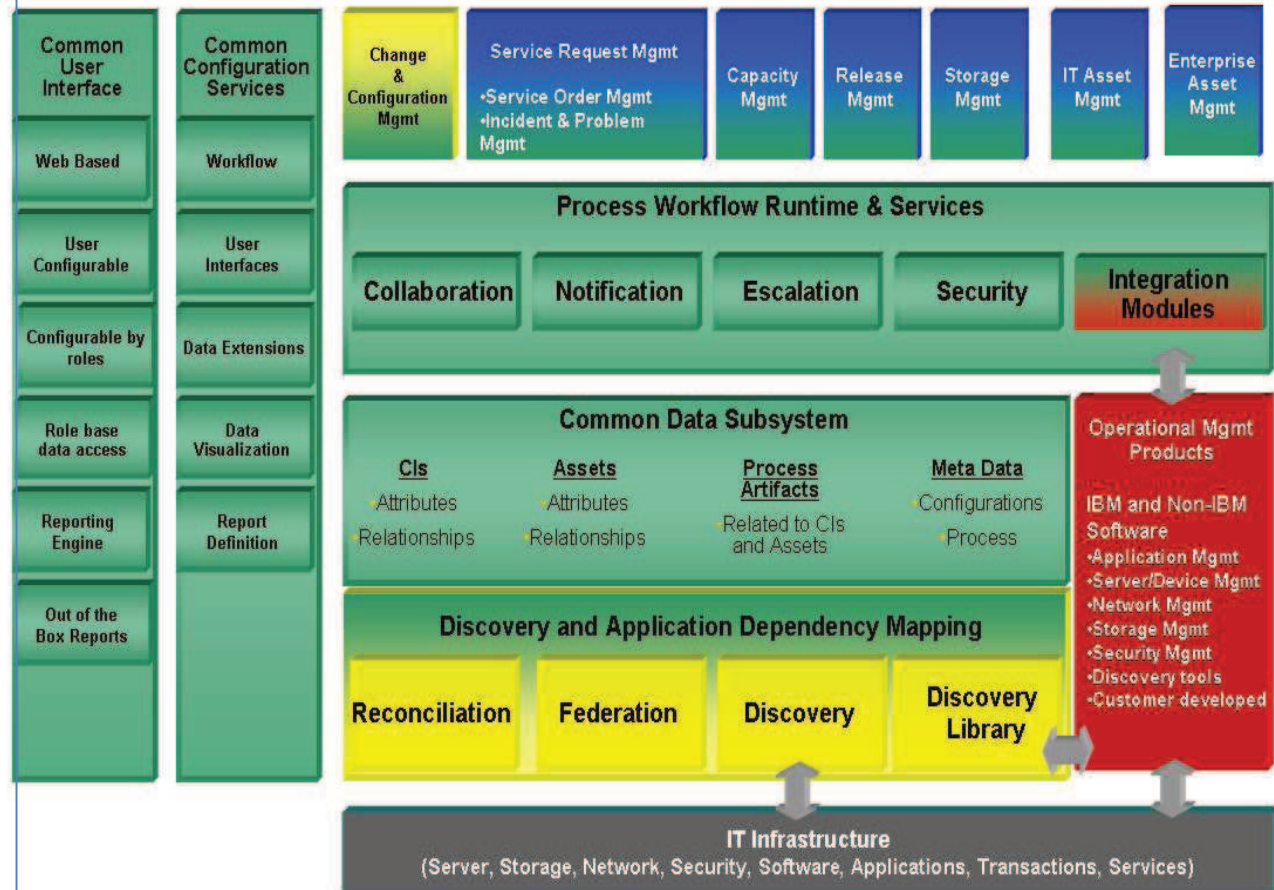 Common
User
Interface
Web Based
User
Configurable
Configurable by
roles
Role base
data access
Reporting
Engine
Out of the
Box Reports
Common
Configuration
Services
Workflow
User
Interfaces
Data Extensions
Data
Visualization
Report
Definition
Change
&
Configuration
Mgmt
Service Request Mgmt
•Service Order Mgmt
•Incident & Problem
Mgmt
Capacity
Mgmt
Release
Mgmt
Storage
Mgmt
IT Asset
Mgmt
Enterprise
Asset
Mgmt
Process Workflow Runtime & Services
Collaboration
Notification
Escalation
Security
Integration
Modules
Common Data Subsystem
CIs
•Attributes
•Relationships
Assets
•Attributes
•Relationships
Process
Artifacts
•Related to CIs
and Assets
Meta Data
•Configurations
•Process
Operational Mgmt
Products
IBM and Non-IBM
Software
•Application Mgmt
•Server/Device Mgmt
•Network Mgmt
•Storage Mgmt
•Security Mgmt
•Discovery tools
•Customer developed
Discovery and Application Dependency Mapping
Reconciliation
Federation
Discovery
Discovery
Library
IT Infrastructure
(Server, Storage, Network, Security, Software, Applications, Transactions, Services)